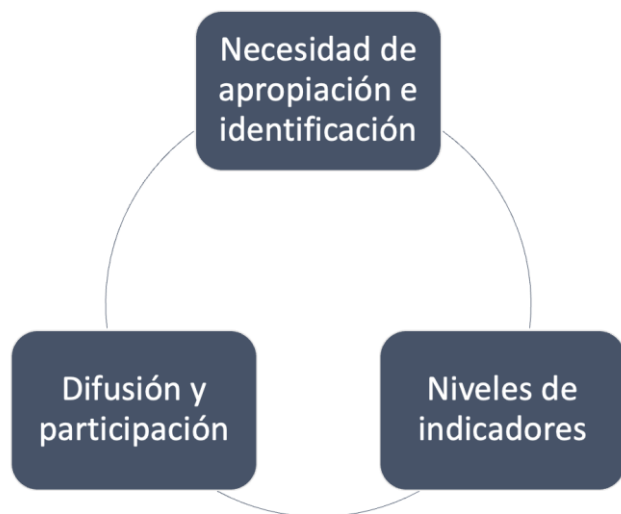 Necesidad de
apropiación e
identificación
Difusión y
participación
Niveles de
indicadores